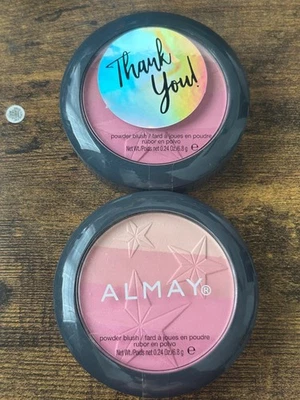 Thank
You!
powder blush / fard à joues en poudre
rubor en polvo
Net Wt./Poids net 0.24 Oz/6.8 g ℮
ALMAY®
powder blush / fard à joues en poudre
rubor en polvo
Net Wt./Poids net 0.24 Oz/6.8 g ℮